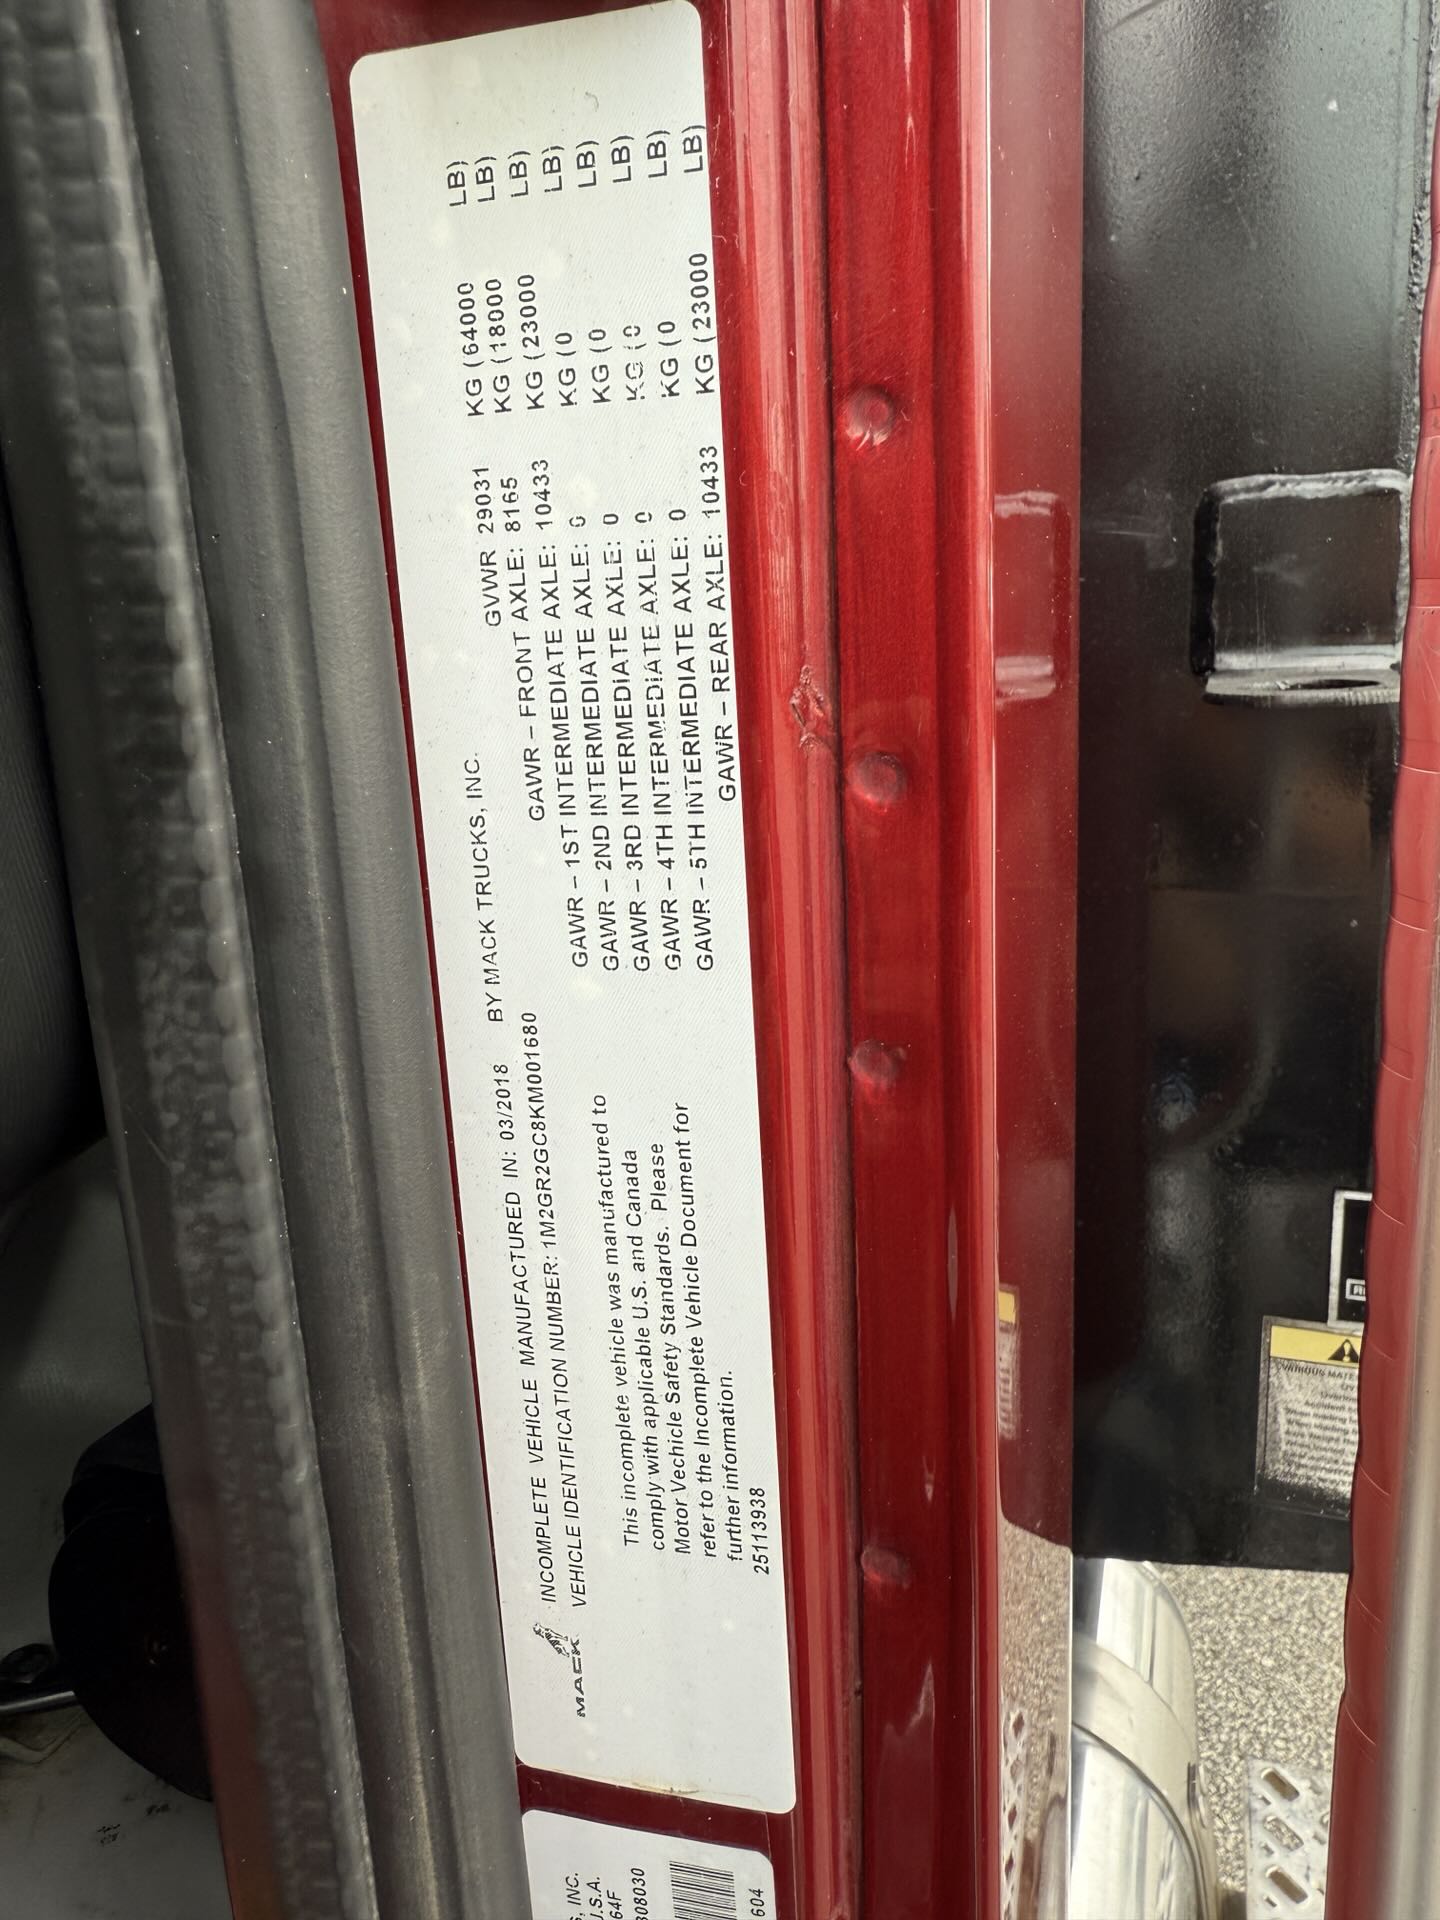 MACK
INCOMPLETE VEHICLE MANUFACTURED IN: 03/2018 BY MACK TRUCKS, INC.
VEHICLE IDENTIFICATION NUMBER: 1M2GR2GC8KM001680
This incomplete vehicle was manufactured to
comply with applicable U.S. and Canada
Motor Vechicle Safety Standards. Please
refer to the Incomplete Vehicle Document for
further information.
25113938
GVWR 29031 KG (64000 LB)
GAWR – FRONT AXLE: 8165 KG (18000 LB)
GAWR – 1ST INTERMEDIATE AXLE: 10433 KG (23000 LB)
GAWR – 2ND INTERMEDIATE AXLE: 0 KG (0 LB)
GAWR – 3RD INTERMEDIATE AXLE: 0 KG (0 LB)
GAWR – 4TH INTERMEDIATE AXLE: 0 KG (0 LB)
GAWR – 5TH INTERMEDIATE AXLE: 0 KG (0 LB)
GAWR – REAR AXLE: 10433 KG (23000 LB)
, INC.
.S.A.
64F
308030
604